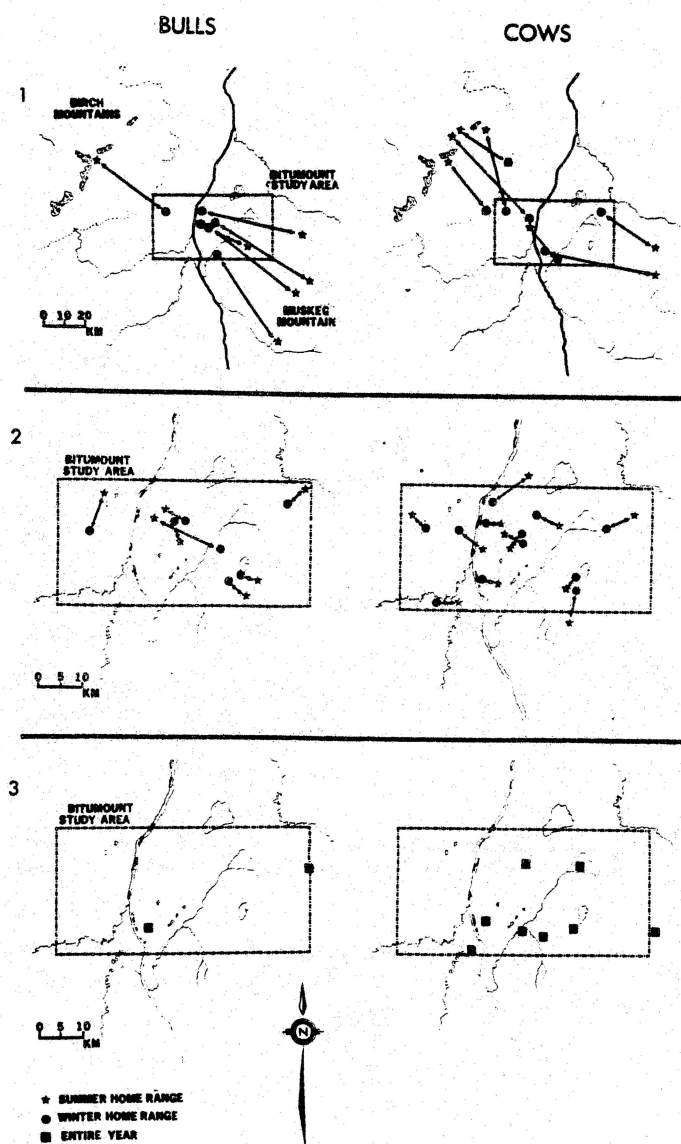 BULLS
COWS
1
BIRCH
MOUNTAINS
BITUMOUNT
STUDY AREA
MUSKEG
MOUNTAIN
0 10 20
KM
2
BITUMOUNT
STUDY AREA
0 5 10
KM
3
BITUMOUNT
STUDY AREA
0 5 10
KM
N
SUMMER HOME RANGE
WINTER HOME RANGE
ENTIRE YEAR